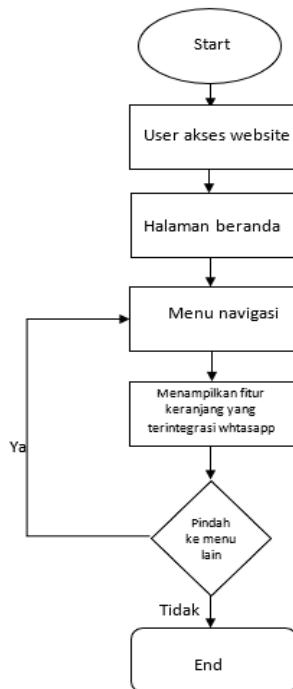 Start
User akses website
Halaman beranda
Menu navigasi
Menampilkan fitur
keranjang yang
terintegrasi whtasapp
Ya
Pindah
ke menu
lain
Tidak
End